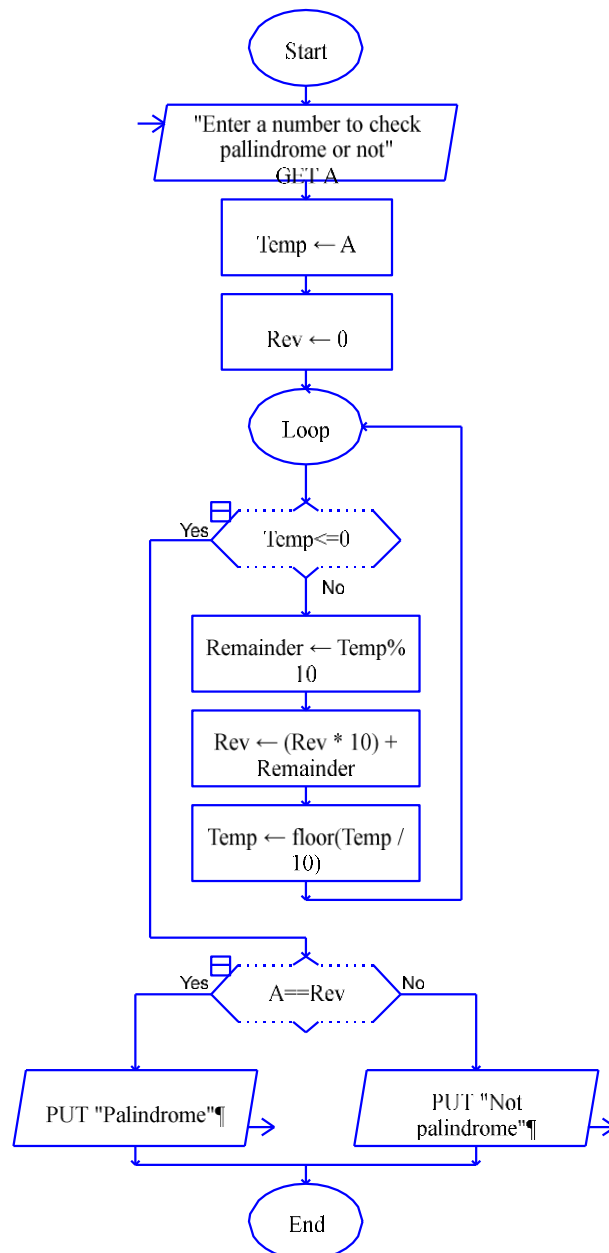 Start
"Enter a number to check
pallindrome or not"
GET A
Temp ← A
Rev ← 0
Loop
Yes
Temp<=0
No
Remainder ← Temp%
10
Rev ← (Rev * 10) +
Remainder
Temp ← floor(Temp /
10)
Yes
A==Rev
No
PUT "Palindrome"¶
PUT "Not
palindrome"¶
End